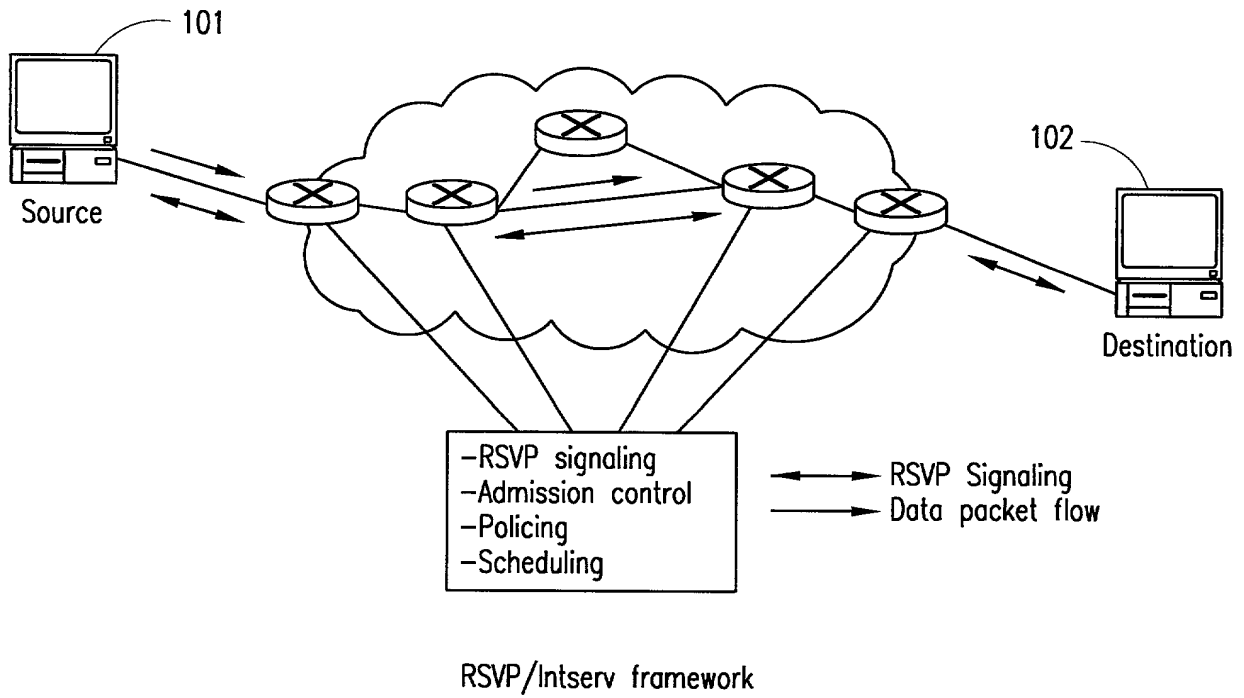 101
Source
102
Destination
-RSVP signaling
-Admission control
-Policing
-Scheduling
RSVP Signaling
Data packet flow
RSVP/Intserv framework